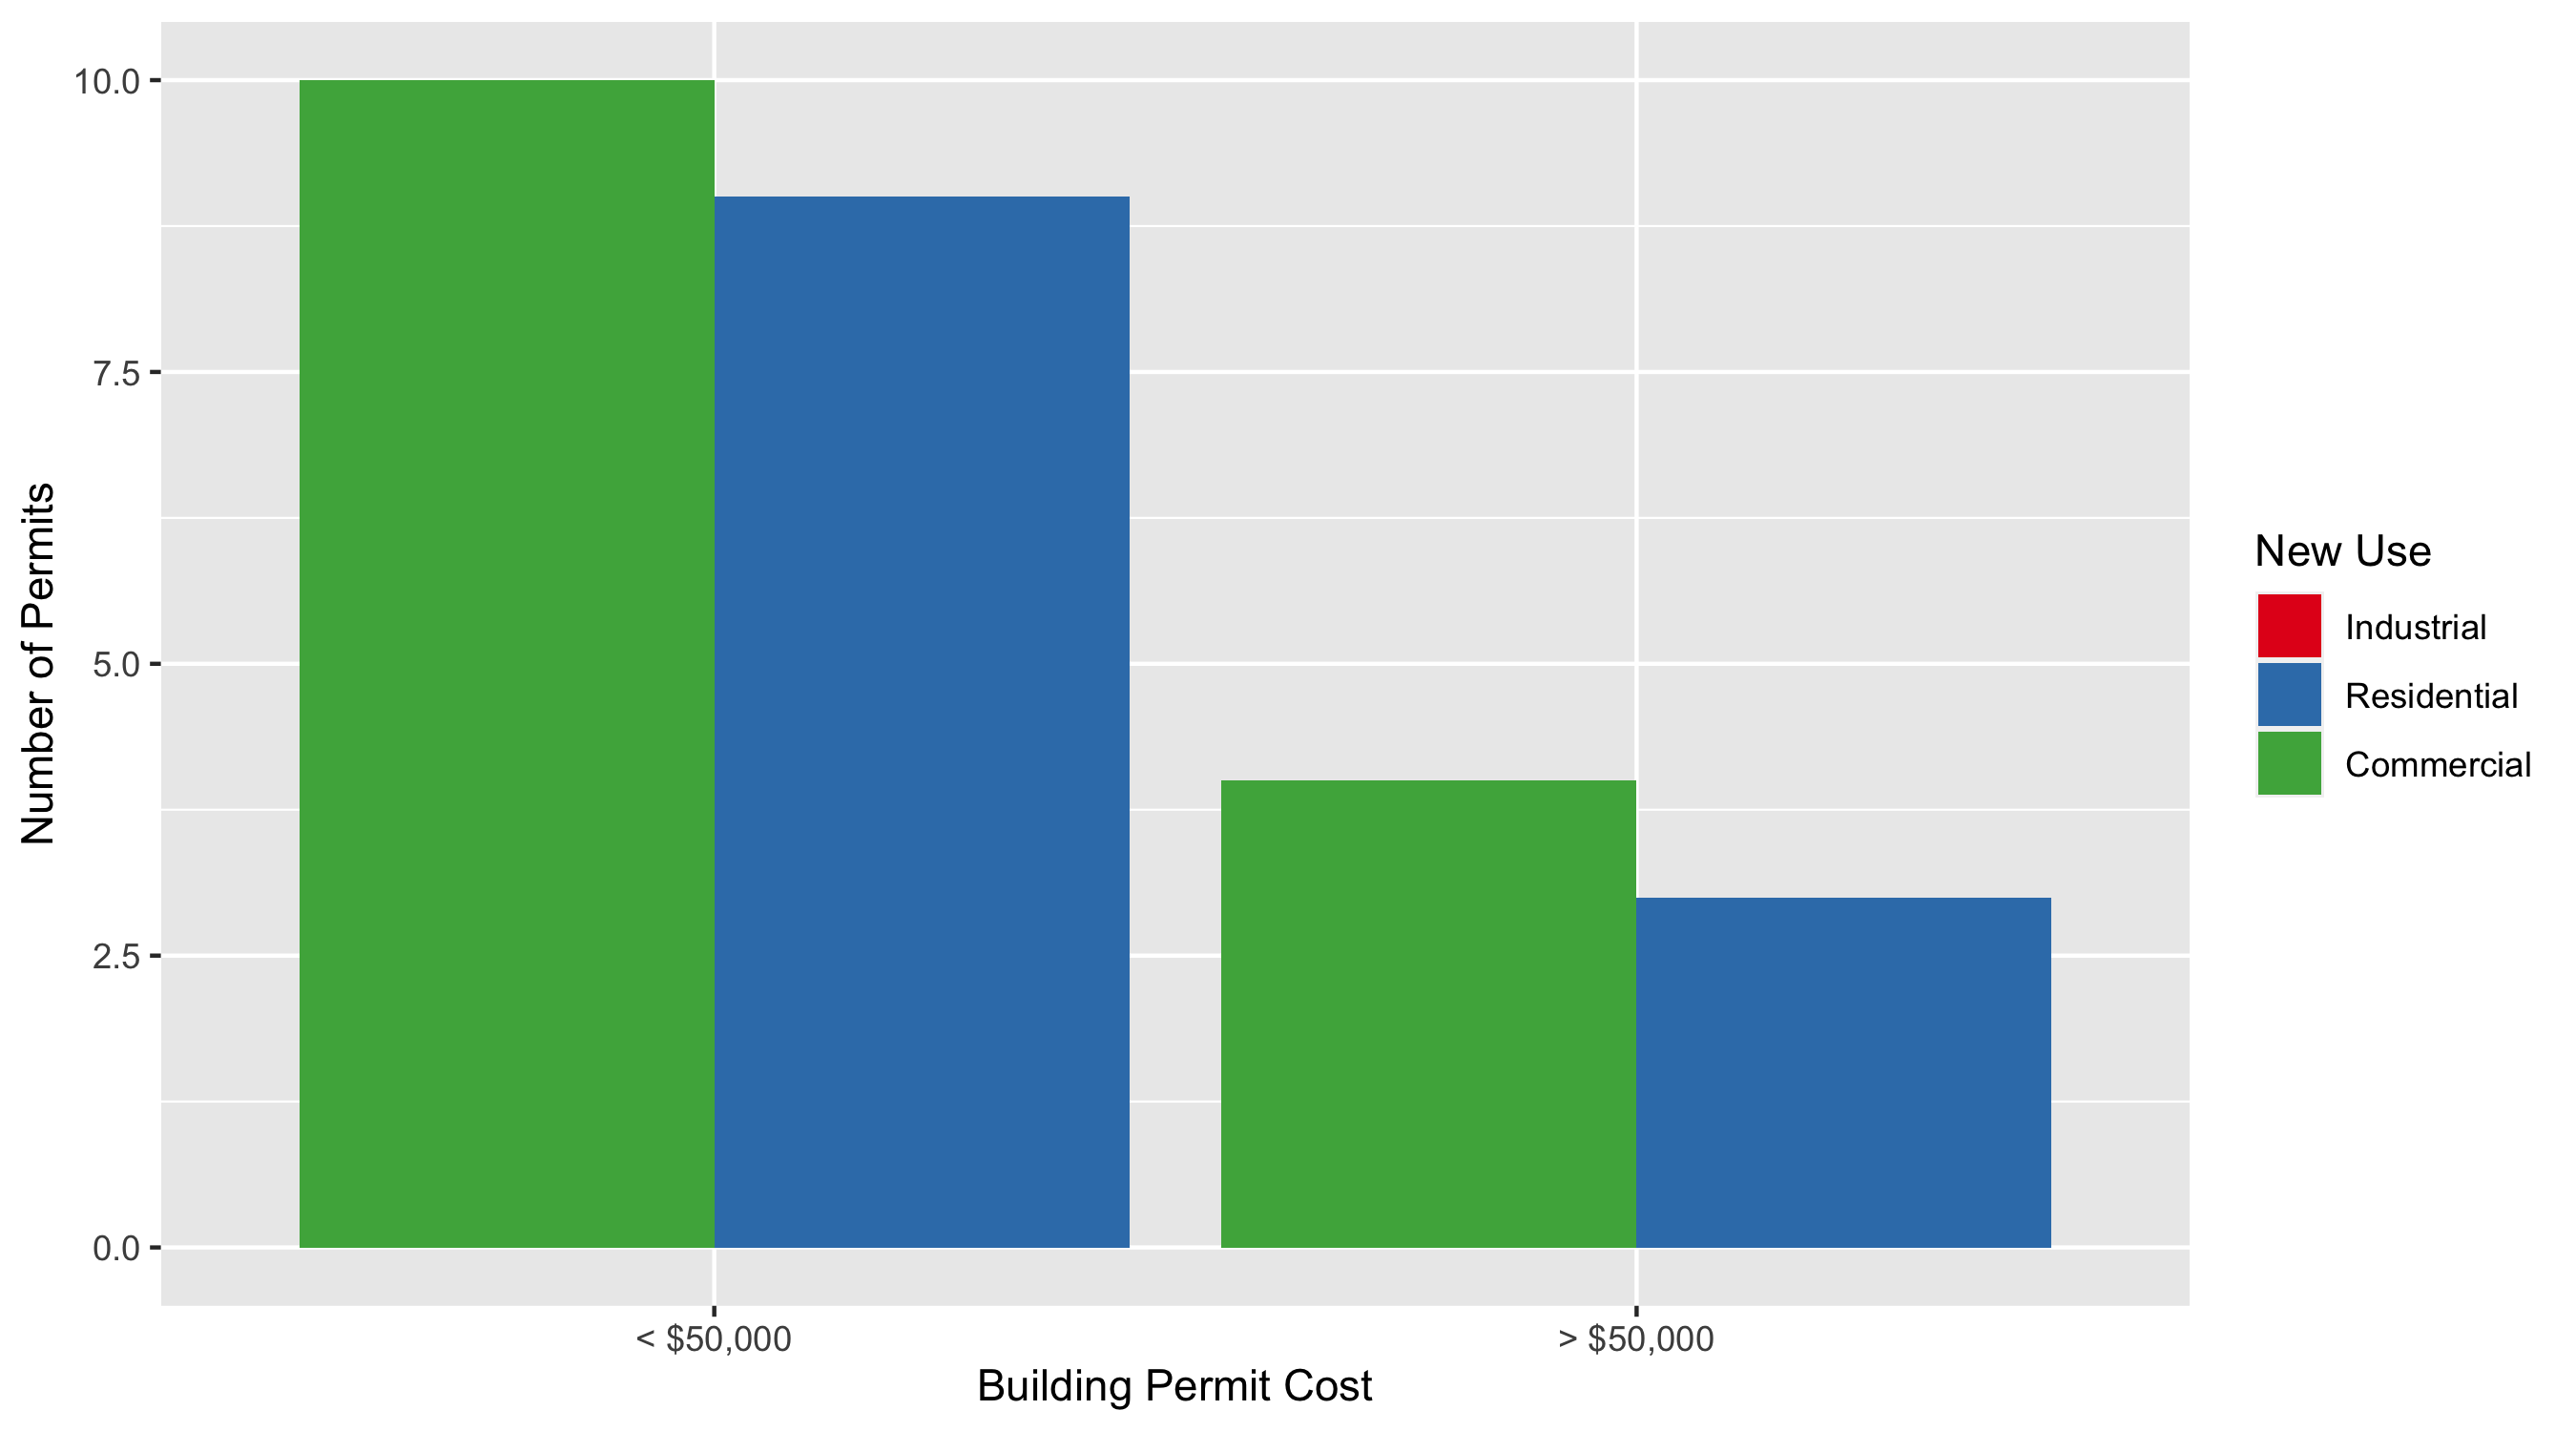 10.0
7.5
5.0
2.5
0.0
Number of Permits
< $50,000
> $50,000
Building Permit Cost
New Use
Industrial
Residential
Commercial